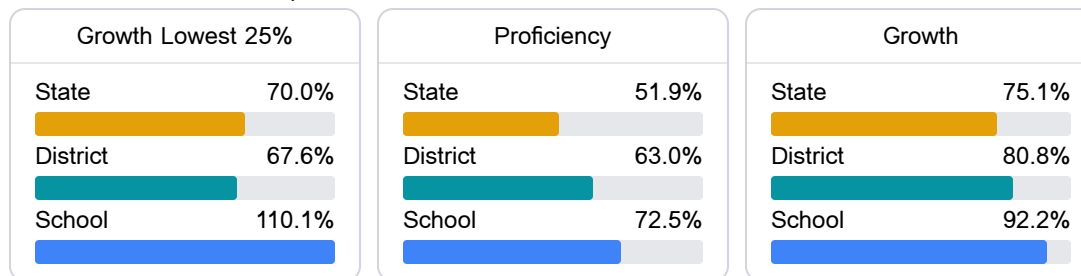 Growth Lowest 25%
State 70.0%
District 67.6%
School 110.1%
Proficiency
State 51.9%
District 63.0%
School 72.5%
Growth
State 75.1%
District 80.8%
School 92.2%